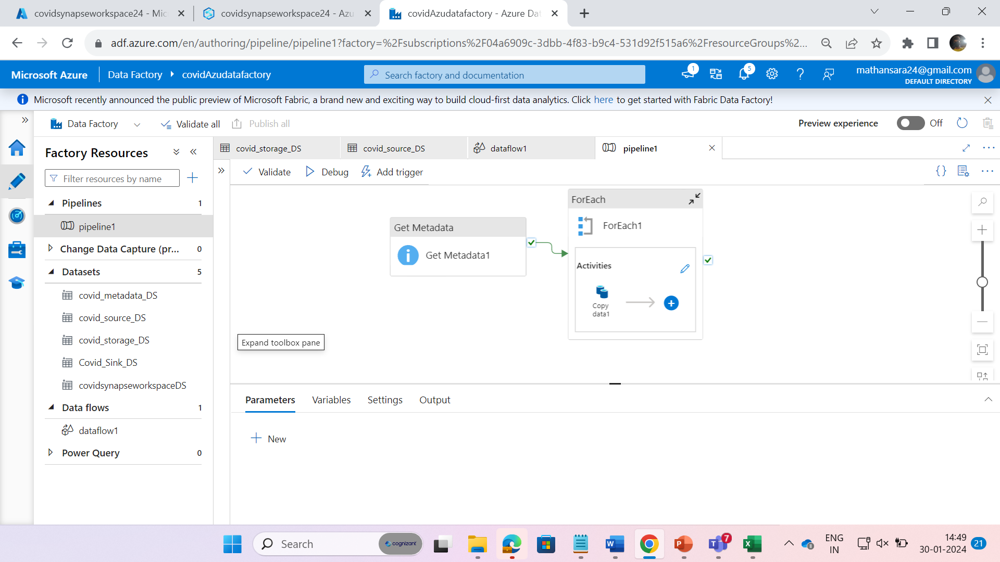 covidsynapseworkspace24 - Mic
covidsynapseworkspace24 - Azu
covidAzudatafactory - Azure Dat
adf.azure.com/en/authoring/pipeline/pipeline1?factory=%2Fsubscriptions%2F04a6909c-3dbb-4f83-b9c4-531d92f515a6%2FresourceGroups%2...
Microsoft Azure
Data Factory
covidAzudatafactory
Search factory and documentation
1
5
mathansara24@gmail.com
DEFAULT DIRECTORY
Microsoft recently announced the public preview of Microsoft Fabric, a brand new and exciting way to build cloud-first data analytics. Click here to get started with Fabric Data Factory!
Data Factory
Validate all
Publish all
Preview experience
Off
Factory Resources
Filter resources by name
Pipelines 1
pipeline1
Change Data Capture (pr... 0
Datasets 5
covid_metadata_DS
covid_source_DS
covid_storage_DS
Covid_Sink_DS
covidsynapseworkspaceDS
Data flows 1
dataflow1
Power Query 0
covid_storage_DS
covid_source_DS
dataflow1
pipeline1
Validate
Debug
Add trigger
Get Metadata
Get Metadata1
ForEach
ForEach1
Activities
Copy
data1
Expand toolbox pane
Parameters
Variables
Settings
Output
New
Search
cognizant
7
ENG
IN
14:49
30-01-2024
21